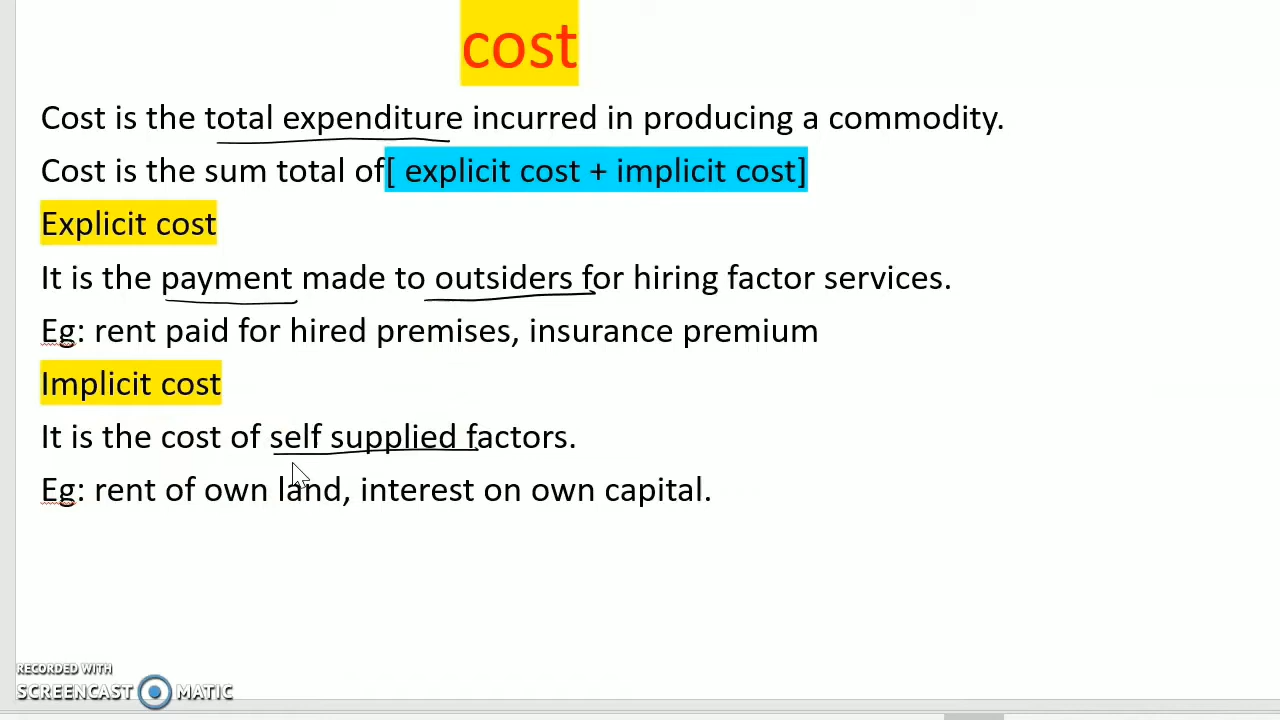 cost
Cost is the total expenditure incurred in producing a commodity.
Cost is the sum total of[ explicit cost + implicit cost]
Explicit cost
It is the payment made to outsiders for hiring factor services.
Eg: rent paid for hired premises, insurance premium
Implicit cost
It is the cost of self supplied factors.
Eg: rent of own land, interest on own capital.
RECORDED WITH
SCREENCAST MATIC